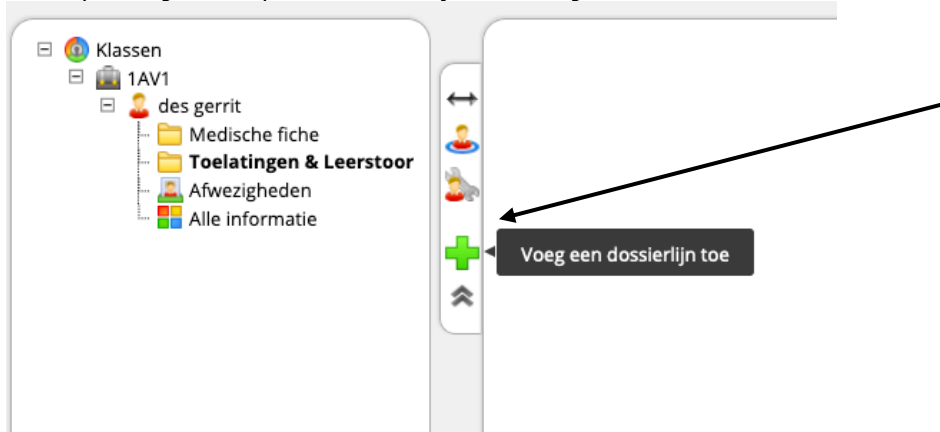 Klassen
1AV1
des gerrit
Medische fiche
Toelatingen & Leerstoor
Afwezigheden
Alle informatie
Voeg een dossierlijn toe